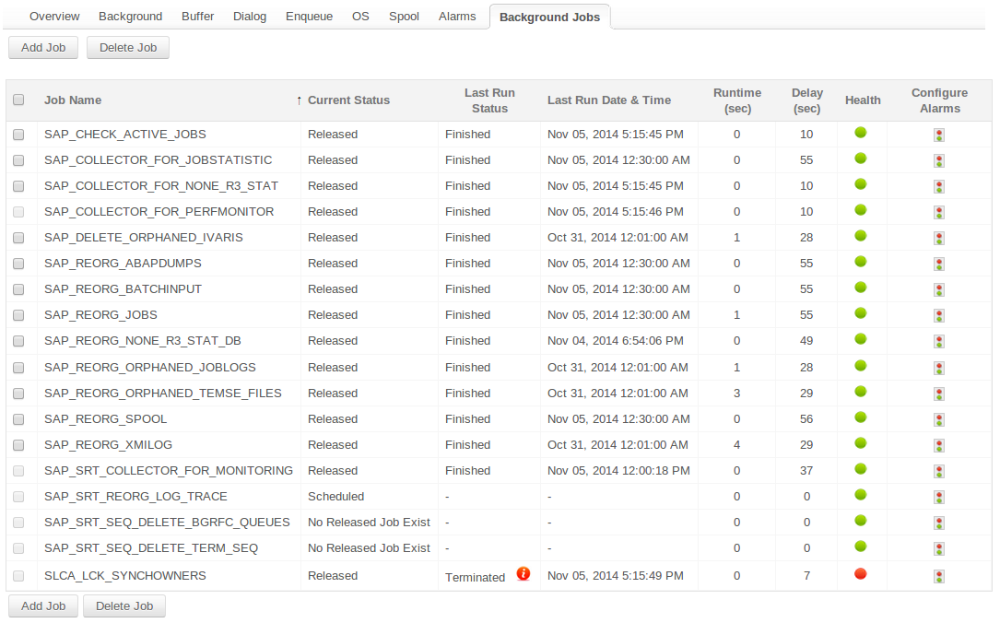 Overview Background Buffer Dialog Enqueue OS Spool Alarms Background Jobs
Add Job Delete Job
Job Name ↑ Current Status Last Run Status Last Run Date & Time Runtime (sec) Delay (sec) Health Configure Alarms
SAP_CHECK_ACTIVE_JOBS Released Finished Nov 05, 2014 5:15:45 PM 0 10
SAP_COLLECTOR_FOR_JOBSTATISTIC Released Finished Nov 05, 2014 12:30:00 AM 0 55
SAP_COLLECTOR_FOR_NONE_R3_STAT Released Finished Nov 05, 2014 5:15:45 PM 0 10
SAP_COLLECTOR_FOR_PERFMONITOR Released Finished Nov 05, 2014 5:15:46 PM 0 10
SAP_DELETE_ORPHANED_IVARIS Released Finished Oct 31, 2014 12:01:00 AM 1 28
SAP_REORG_ABAPDUMPS Released Finished Nov 05, 2014 12:30:00 AM 0 55
SAP_REORG_BATCHINPUT Released Finished Nov 05, 2014 12:30:00 AM 0 55
SAP_REORG_JOBS Released Finished Nov 05, 2014 12:30:00 AM 1 55
SAP_REORG_NONE_R3_STAT_DB Released Finished Nov 04, 2014 6:54:06 PM 0 49
SAP_REORG_ORPHANED_JOBLOGS Released Finished Oct 31, 2014 12:01:00 AM 1 28
SAP_REORG_ORPHANED_TEMSE_FILES Released Finished Oct 31, 2014 12:01:00 AM 3 29
SAP_REORG_SPOOL Released Finished Nov 05, 2014 12:30:00 AM 0 56
SAP_REORG_XMILOG Released Finished Oct 31, 2014 12:01:00 AM 4 29
SAP_SRT_COLLECTOR_FOR_MONITORING Released Finished Nov 05, 2014 12:00:18 PM 0 37
SAP_SRT_REORG_LOG_TRACE Scheduled - - 0 0
SAP_SRT_SEQ_DELETE_BGRFC_QUEUES No Released Job Exist - - 0 0
SAP_SRT_SEQ_DELETE_TERM_SEQ No Released Job Exist - - 0 0
SLCA_LCK_SYNCHOWNERS Released Terminated i Nov 05, 2014 5:15:49 PM 0 7
Add Job Delete Job